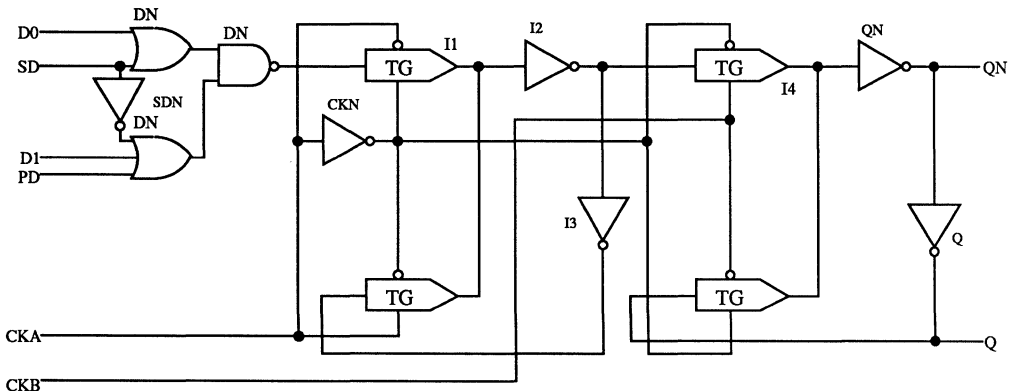 DN
D0
DN
I1
I2
QN
SD
TG
TG
QN
I4
SDN
CKN
DN
D1
PD
I3
Q
TG
TG
CKA
Q
CKB